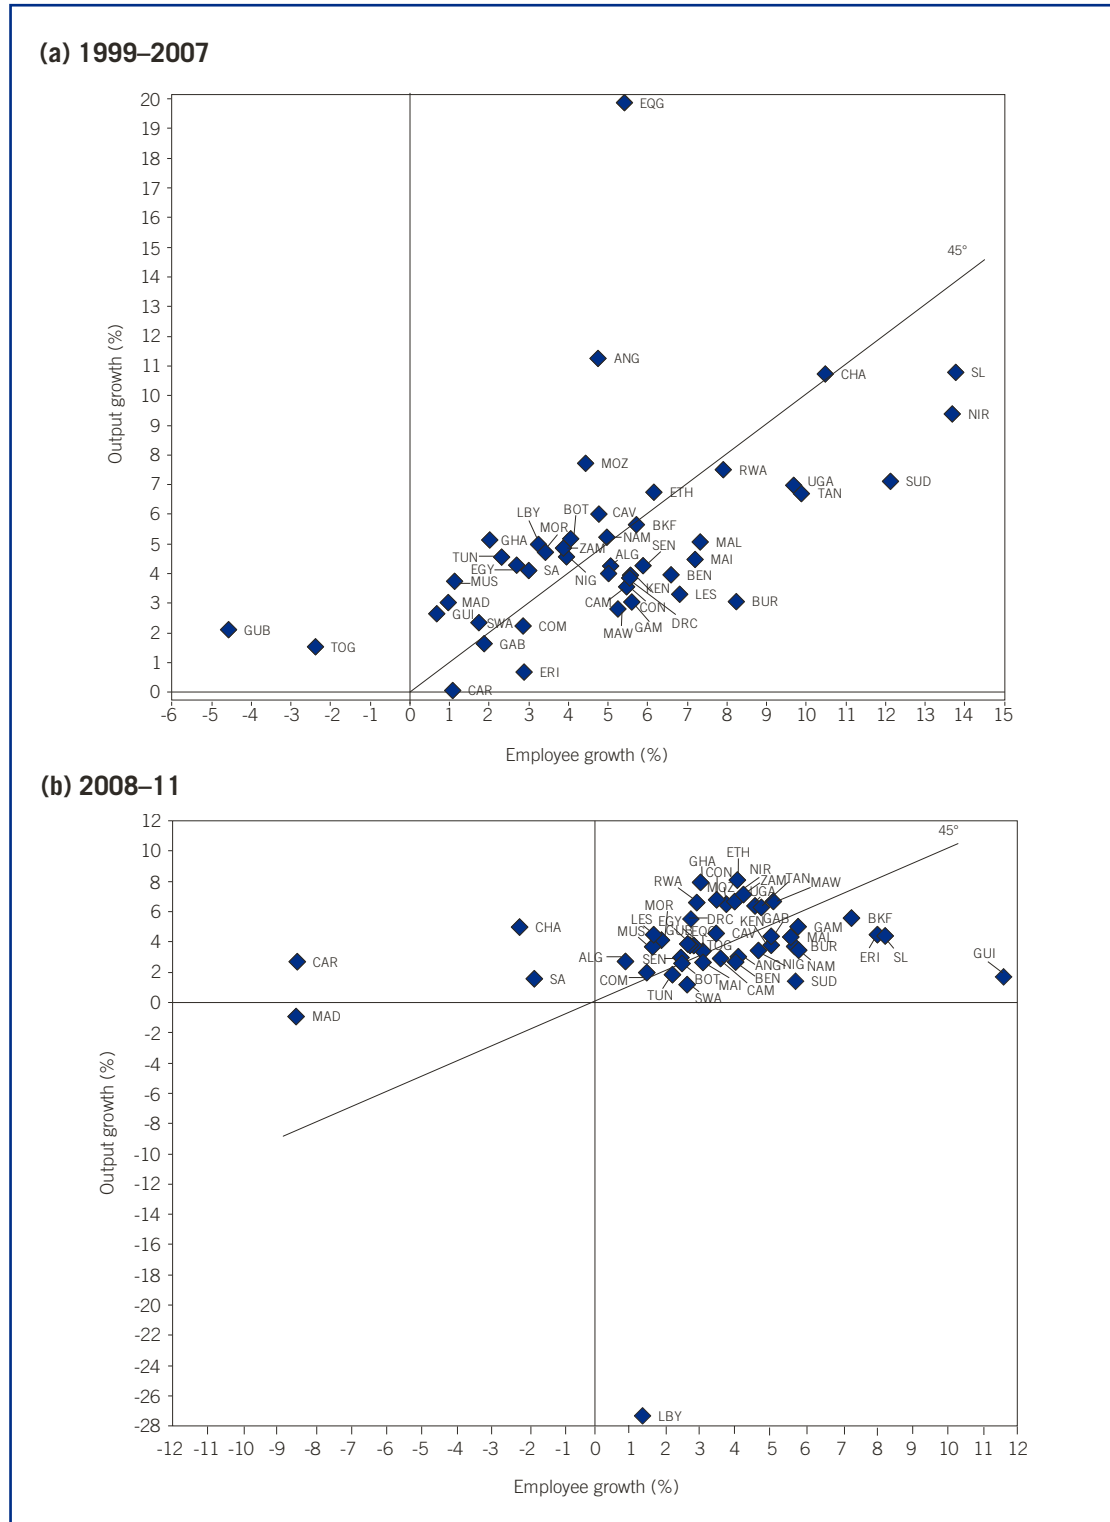 (a) 1999–2007
20
19
18
17
16
15
14
13
12
11
10
9
8
7
6
5
4
3
2
1
0
Output growth (%)
EQG
45°
ANG
CHA
SL
NIR
MOZ
RWA
ETH
UGA
TAN
SUD
LBY
BOT
MOR
CAV
BKF
GHA
NAM
ZAM
MAL
TUN
ALG
SEN
MAI
EGY
SA
NIG
BEN
MUS
KEN
LES
CAM
CON
BUR
MAD
GUI
SWA
COM
MAW
GAM
DRC
GUB
TOG
GAB
ERI
CAR
-6 -5 -4 -3 -2 -1 0 1 2 3 4 5 6 7 8 9 10 11 12 13 14 15
Employee growth (%)
(b) 2008–11
12
10
8
6
4
2
0
-2
-4
-6
-8
-10
-12
-14
-16
-18
-20
-22
-24
-26
-28
Output growth (%)
45°
ETH
GHA
CON
NIR
RWA
MOZ
ZAM
TAN
MAW
UGA
MOR
LES
EGY
DRC
KEN
GAB
GAM
BKF
MUS
GUB
EQG
CAV
MAL
CHA
TOG
BUR
ERI
SL
ALG
SEN
ANG
NIG
NAM
GUI
CAR
SA
COM
BOT
MAI
CAM
BEN
SUD
TUN
SWA
MAD
LBY
-12 -11 -10 -9 -8 -7 -6 -5 -4 -3 -2 -1 0 1 2 3 4 5 6 7 8 9 10 11 12
Employee growth (%)